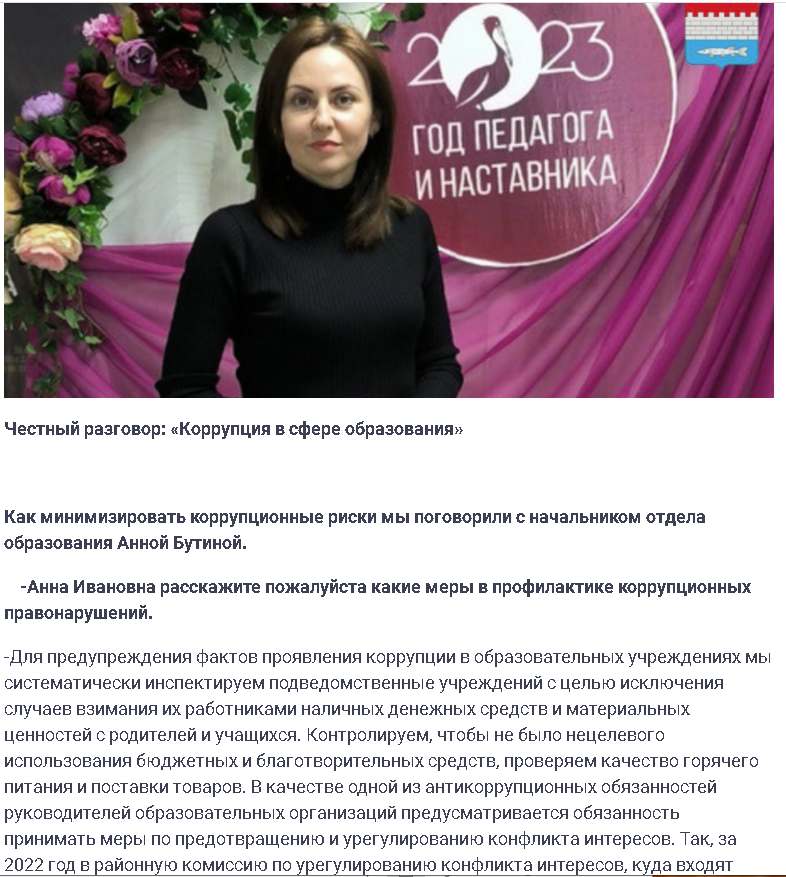 2023
ГОД ПЕДАГОГА
И НАСТАВНИКА
Честный разговор: «Коррупция в сфере образования»
Как минимизировать коррупционные риски мы поговорили с начальником отдела
образования Анной Бутиной.
-Анна Ивановна расскажите пожалуйста какие меры в профилактике коррупционных
правонарушений.
-Для предупреждения фактов проявления коррупции в образовательных учреждениях мы
систематически инспектируем подведомственные учреждений с целью исключения
случаев взимания их работниками наличных денежных средств и материальных
ценностей с родителей и учащихся. Контролируем, чтобы не было нецелевого
использования бюджетных и благотворительных средств, проверяем качество горячего
питания и поставки товаров. В качестве одной из антикоррупционных обязанностей
руководителей образовательных организаций предусматривается обязанность
принимать меры по предотвращению и урегулированию конфликта интересов. Так, за
2022 год в районную комиссию по урегулированию конфликта интересов, куда входят